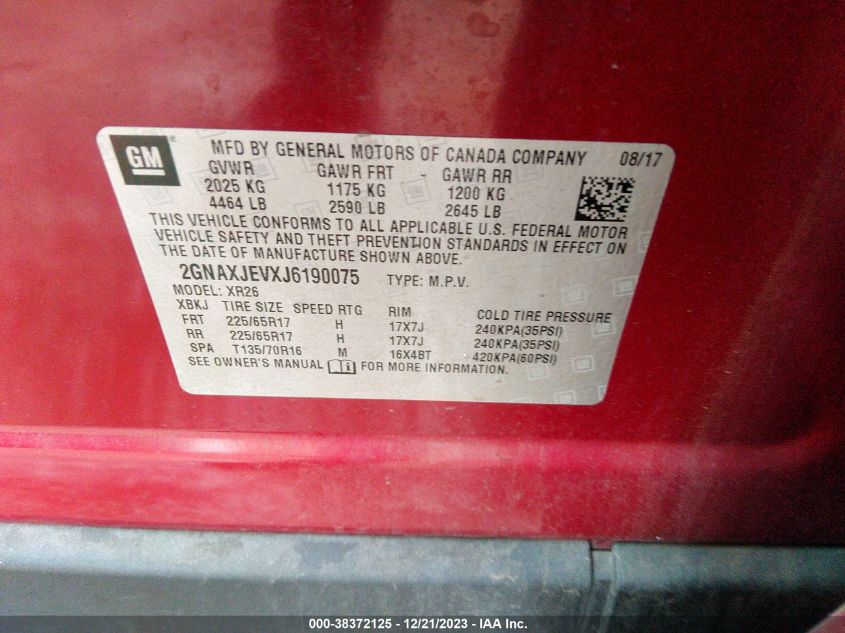 GM
MFD BY GENERAL MOTORS OF CANADA COMPANY 08/17
GVWR GAWR FRT - GAWR RR
2025 KG 1175 KG 1200 KG
4464 LB 2590 LB 2645 LB
THIS VEHICLE CONFORMS TO ALL APPLICABLE U.S. FEDERAL MOTOR
VEHICLE SAFETY AND THEFT PREVENTION STANDARDS IN EFFECT ON
THE DATE OF MANUFACTURE SHOWN ABOVE.
2GNAXJEVXJ6190075 TYPE: M.P.V.
MODEL: XR26
XBKJ TIRE SIZE SPEED RTG RIM COLD TIRE PRESSURE
FRT 225/65R17 H 17X7J 240KPA(35PSI)
RR 225/65R17 H 17X7J 240KPA(35PSI)
SPA T135/70R16 M 16X4BT 420KPA(60PSI)
SEE OWNER'S MANUAL FOR MORE INFORMATION.
000-38372125 - 12/21/2023 - IAA Inc.